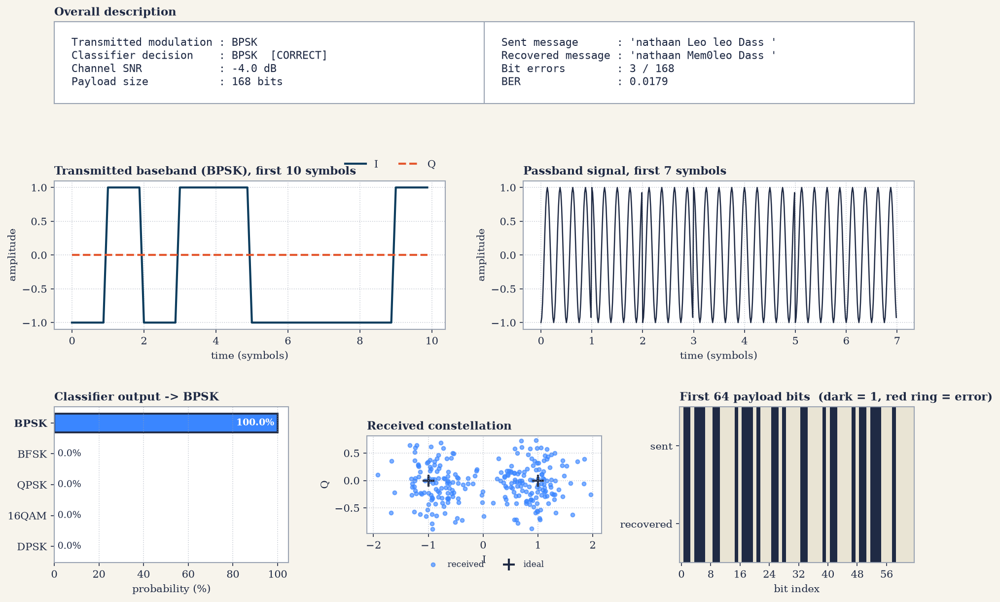 Overall description
Transmitted modulation : BPSK
Classifier decision : BPSK [CORRECT]
Channel SNR : -4.0 dB
Payload size : 168 bits
Sent message : 'nathaan Leo leo Dass '
Recovered message : 'nathaan Mem0leo Dass '
Bit errors : 3 / 168
BER : 0.0179
I Q
Transmitted baseband (BPSK), first 10 symbols
1.0
0.5
0.0
−0.5
−1.0
amplitude
0 2 4 6 8 10
time (symbols)
Passband signal, first 7 symbols
1.0
0.5
0.0
−0.5
−1.0
amplitude
0 1 2 3 4 5 6 7
time (symbols)
Classifier output -> BPSK
BPSK 100.0%
BFSK 0.0%
QPSK 0.0%
16QAM 0.0%
DPSK 0.0%
0 20 40 60 80 100
probability (%)
Received constellation
0.5
0.0
−0.5
Q
−2 −1 0 1 2
I
received ideal
First 64 payload bits (dark = 1, red ring = error)
sent
recovered
0 8 16 24 32 40 48 56
bit index